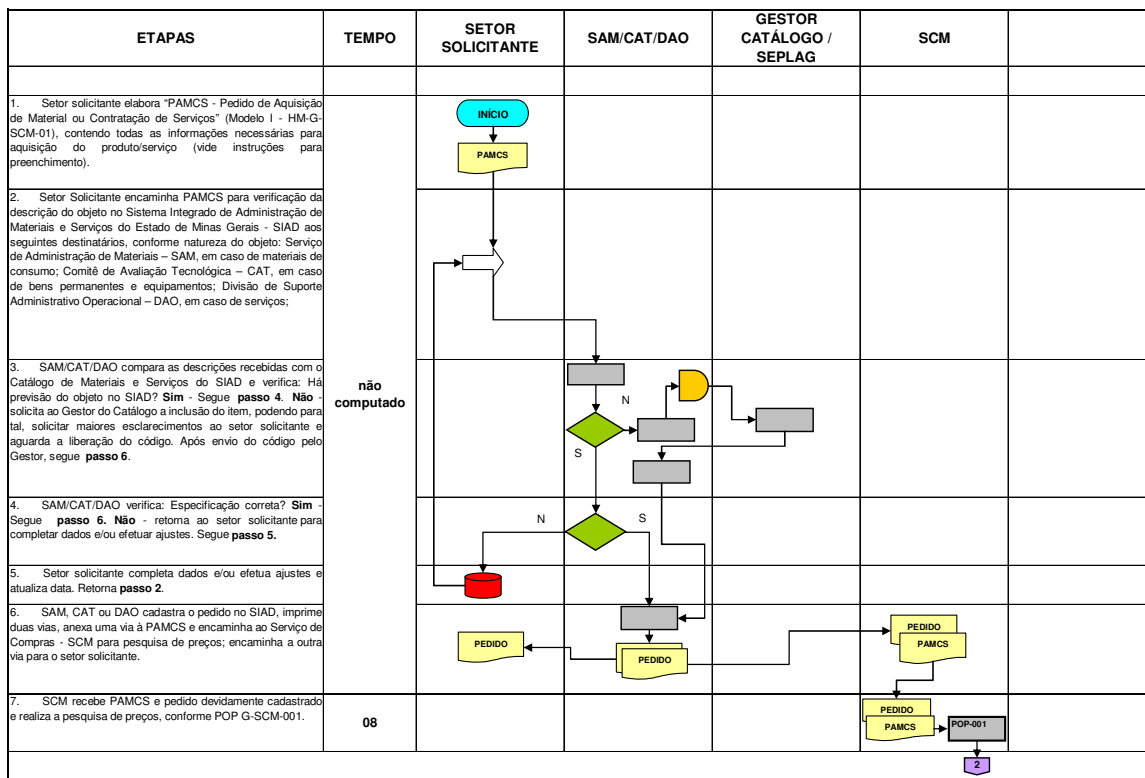 ETAPAS
TEMPO
SETOR
SOLICITANTE
SAM/CAT/DAO
GESTOR
CATÁLOGO /
SEPLAG
SCM
1. Setor solicitante elabora “PAMCS - Pedido de Aquisição
de Material ou Contratação de Serviços” (Modelo I - HM-G-
SCM-01), contendo todas as informações necessárias para
aquisição do produto/serviço (vide instruções para
preenchimento).
INÍCIO
PAMCS
2. Setor Solicitante encaminha PAMCS para verificação da
descrição do objeto no Sistema Integrado de Administração de
Materiais e Serviços do Estado de Minas Gerais - SIAD aos
seguintes destinatários, conforme natureza do objeto: Serviço
de Administração de Materiais – SAM, em caso de materiais de
consumo; Comitê de Avaliação Tecnológica – CAT, em caso
de bens permanentes e equipamentos; Divisão de Suporte
Administrativo Operacional – DAO, em caso de serviços;
3. SAM/CAT/DAO compara as descrições recebidas com o
Catálogo de Materiais e Serviços do SIAD e verifica: Há
previsão do objeto no SIAD? Sim - Segue passo 4. Não -
solicita ao Gestor do Catálogo a inclusão do item, podendo para
tal, solicitar maiores esclarecimentos ao setor solicitante e
aguarda a liberação do código. Após envio do código pelo
Gestor, segue passo 6.
não
computado
N
S
4. SAM/CAT/DAO verifica: Especificação correta? Sim -
Segue passo 6. Não - retorna ao setor solicitante para
completar dados e/ou efetuar ajustes. Segue passo 5.
N
S
5. Setor solicitante completa dados e/ou efetua ajustes e
atualiza data. Retorna passo 2.
6. SAM, CAT ou DAO cadastra o pedido no SIAD, imprime
duas vias, anexa uma via à PAMCS e encaminha ao Serviço de
Compras - SCM para pesquisa de preços; encaminha a outra
via para o setor solicitante.
PEDIDO
PEDIDO
PEDIDO
PAMCS
7. SCM recebe PAMCS e pedido devidamente cadastrado
e realiza a pesquisa de preços, conforme POP G-SCM-001.
08
PEDIDO
PAMCS
POP-001
2